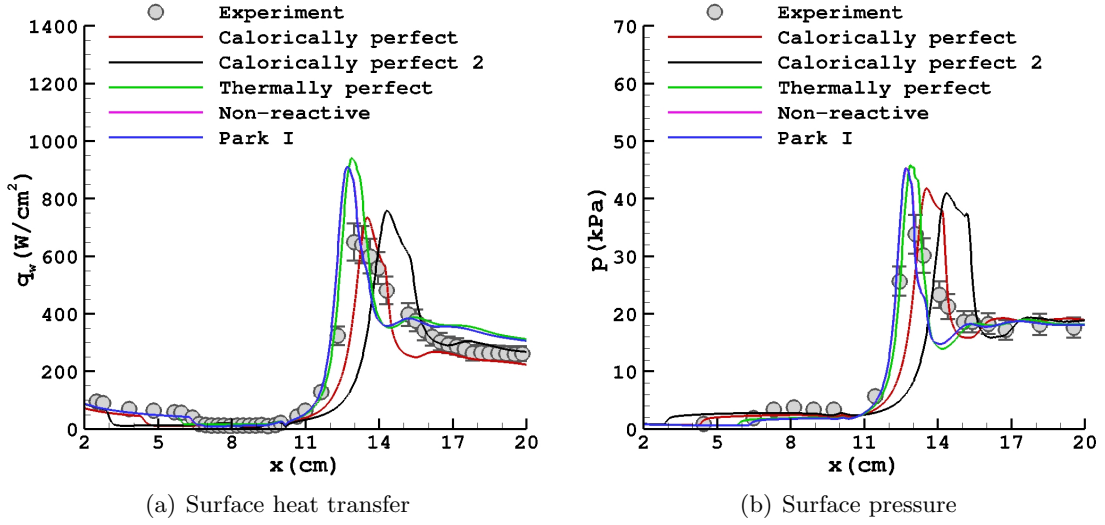 Experiment
Calorically perfect
Calorically perfect 2
Thermally perfect
Non-reactive
Park I
1400
1200
1000
800
600
400
200
0
q_w (W/cm²)
2
5
8
11
14
17
20
x (cm)
(a) Surface heat transfer
Experiment
Calorically perfect
Calorically perfect 2
Thermally perfect
Non-reactive
Park I
70
60
50
40
30
20
10
0
p (kPa)
2
5
8
11
14
17
20
x (cm)
(b) Surface pressure